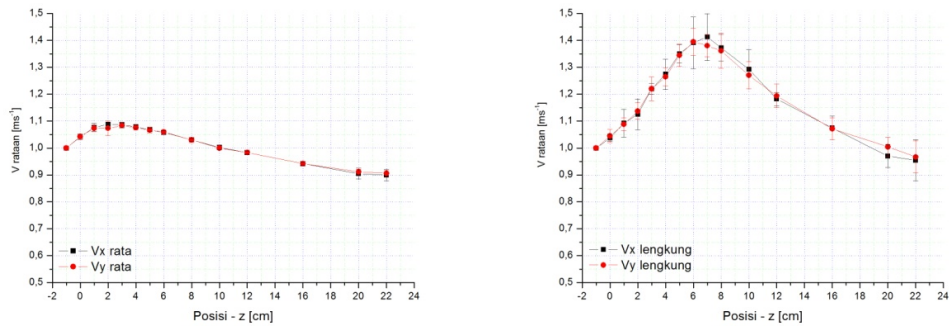 1,5
1,4
1,3
1,2
1,1
1,0
0,9
0,8
0,7
0,6
0,5
V rataan [ms⁻¹]
Vx rata
Vy rata
-2 0 2 4 6 8 10 12 14 16 18 20 22 24
Posisi - z [cm]
1,5
1,4
1,3
1,2
1,1
1,0
0,9
0,8
0,7
0,6
0,5
V rataan [ms⁻¹]
Vx lengkung
Vy lengkung
-2 0 2 4 6 8 10 12 14 16 18 20 22 24
Posisi - z [cm]